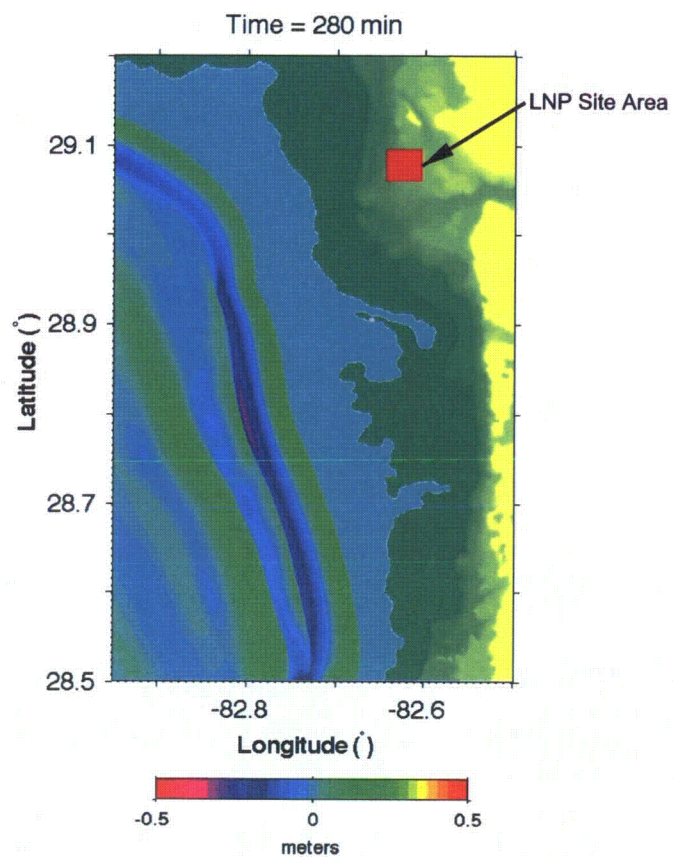 Time = 280 min
LNP Site Area
29.1
28.9
28.7
28.5
Latitude (°)
-82.8
-82.6
Longitude (°)
-0.5
0
0.5
meters